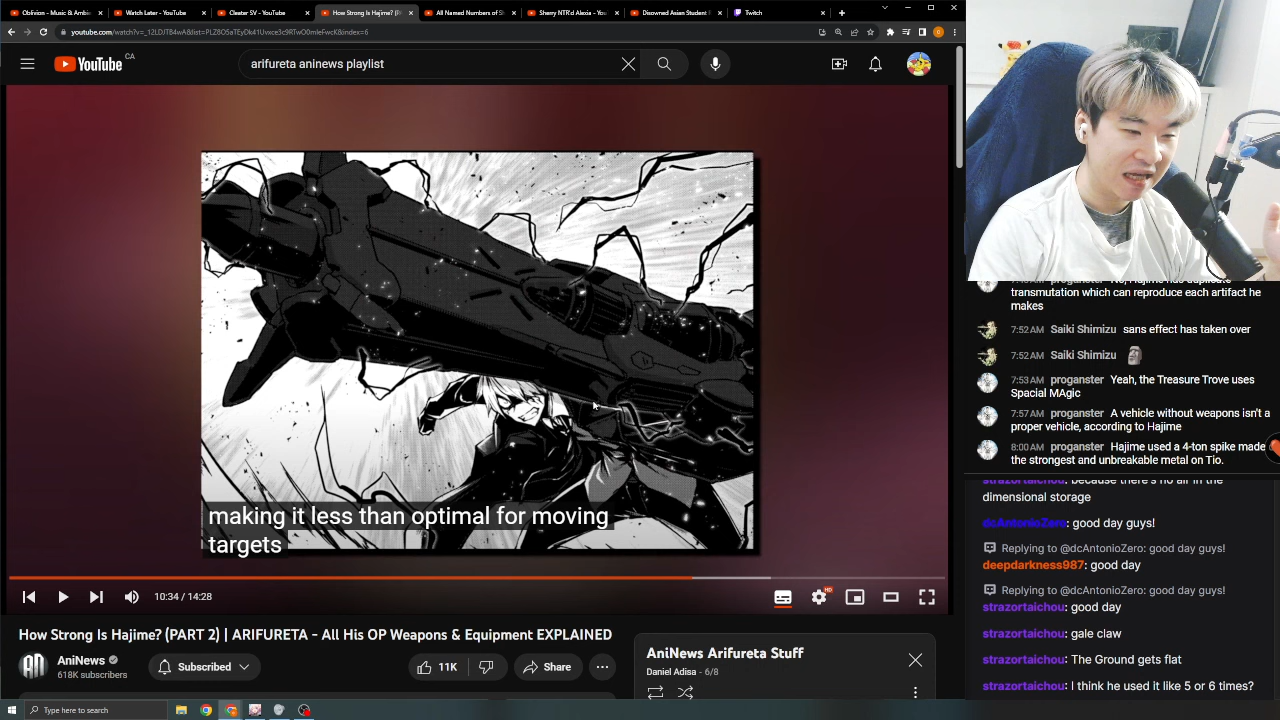 Oblivion - Music & Ambie
Watch Later - YouTube
Cleater SV - YouTube
How Strong Is Hajime? (P
All Named Numbers of S
Sherry NTR'd Alexia - You
Disowned Asian Student
Twitch
youtube.com/watch?v=_12LDJTB4wA&list=PLZ8O5aTEyDk41Uvxce3c9RTwO0mleFwcK&index=6
YouTube CA
arifureta aninews playlist
making it less than optimal for moving
targets
10:34 / 14:28
HD
How Strong Is Hajime? (PART 2) | ARIFURETA - All His OP Weapons & Equipment EXPLAINED
AniNews
618K subscribers
Subscribed
11K
Share
AniNews Arifureta Stuff
Daniel Adisa - 6/8
transmutation which can reproduce each artifact he
makes
7:52 AM Saiki Shimizu sans effect has taken over
7:52 AM Saiki Shimizu
7:53 AM proganster Yeah, the Treasure Trove uses
Spacial MAgic
7:57 AM proganster A vehicle without weapons isn't a
proper vehicle, according to Hajime
8:00 AM proganster Hajime used a 4-ton spike made
the strongest and unbreakable metal on Tio.
strazortaichou: because there's no air in the
dimensional storage
dcAntonioZero: good day guys!
Replying to @dcAntonioZero: good day guys!
deepdarkness987: good day
Replying to @dcAntonioZero: good day guys!
strazortaichou: good day
strazortaichou: gale claw
strazortaichou: The Ground gets flat
strazortaichou: I think he used it like 5 or 6 times?
Type here to search